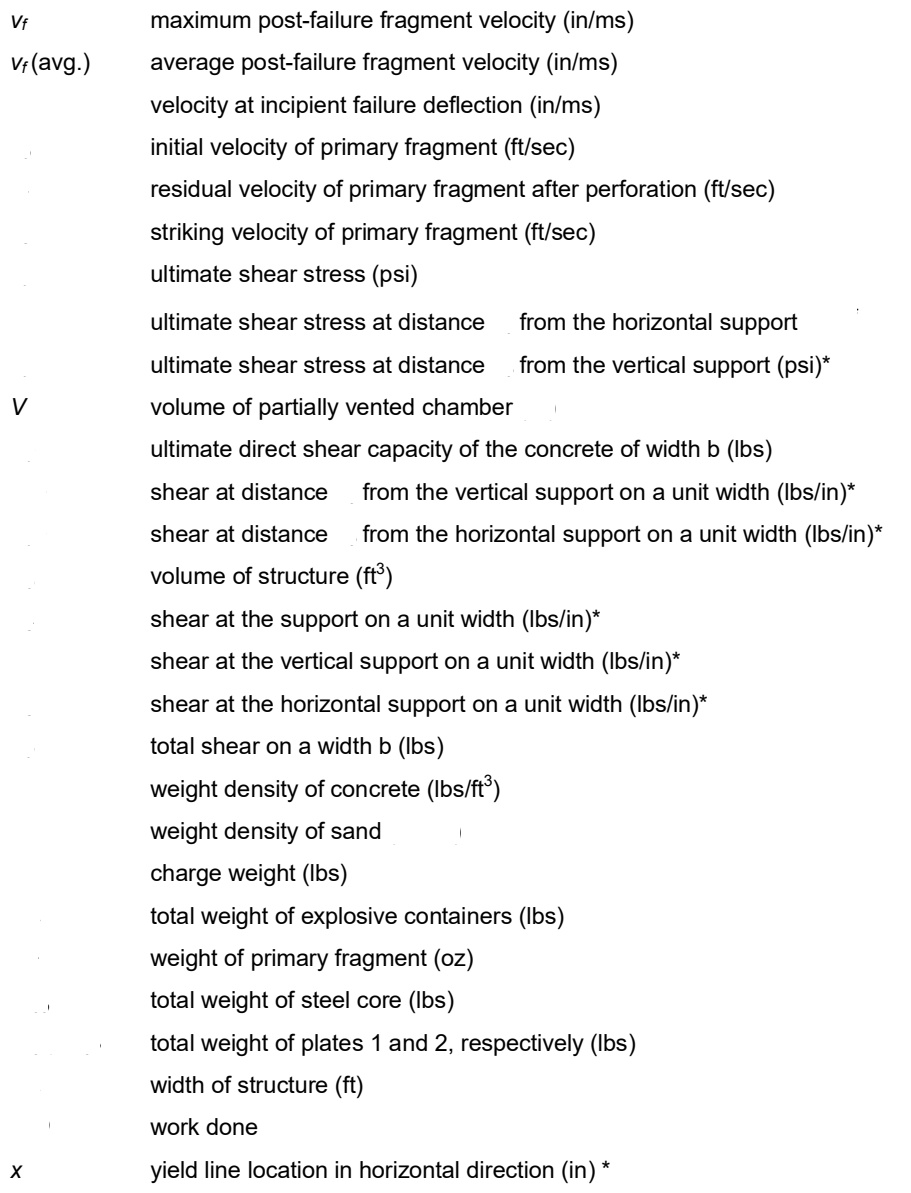 vf maximum post-failure fragment velocity (in/ms)
vf (avg.) average post-failure fragment velocity (in/ms)
velocity at incipient failure deflection (in/ms)
initial velocity of primary fragment (ft/sec)
residual velocity of primary fragment after perforation (ft/sec)
striking velocity of primary fragment (ft/sec)
ultimate shear stress (psi)
ultimate shear stress at distance from the horizontal support
ultimate shear stress at distance from the vertical support (psi)*
V volume of partially vented chamber
ultimate direct shear capacity of the concrete of width b (lbs)
shear at distance from the vertical support on a unit width (lbs/in)*
shear at distance from the horizontal support on a unit width (lbs/in)*
volume of structure (ft³)
shear at the support on a unit width (lbs/in)*
shear at the vertical support on a unit width (lbs/in)*
shear at the horizontal support on a unit width (lbs/in)*
total shear on a width b (lbs)
weight density of concrete (lbs/ft³)
weight density of sand
charge weight (lbs)
total weight of explosive containers (lbs)
weight of primary fragment (oz)
total weight of steel core (lbs)
total weight of plates 1 and 2, respectively (lbs)
width of structure (ft)
work done
x yield line location in horizontal direction (in) *